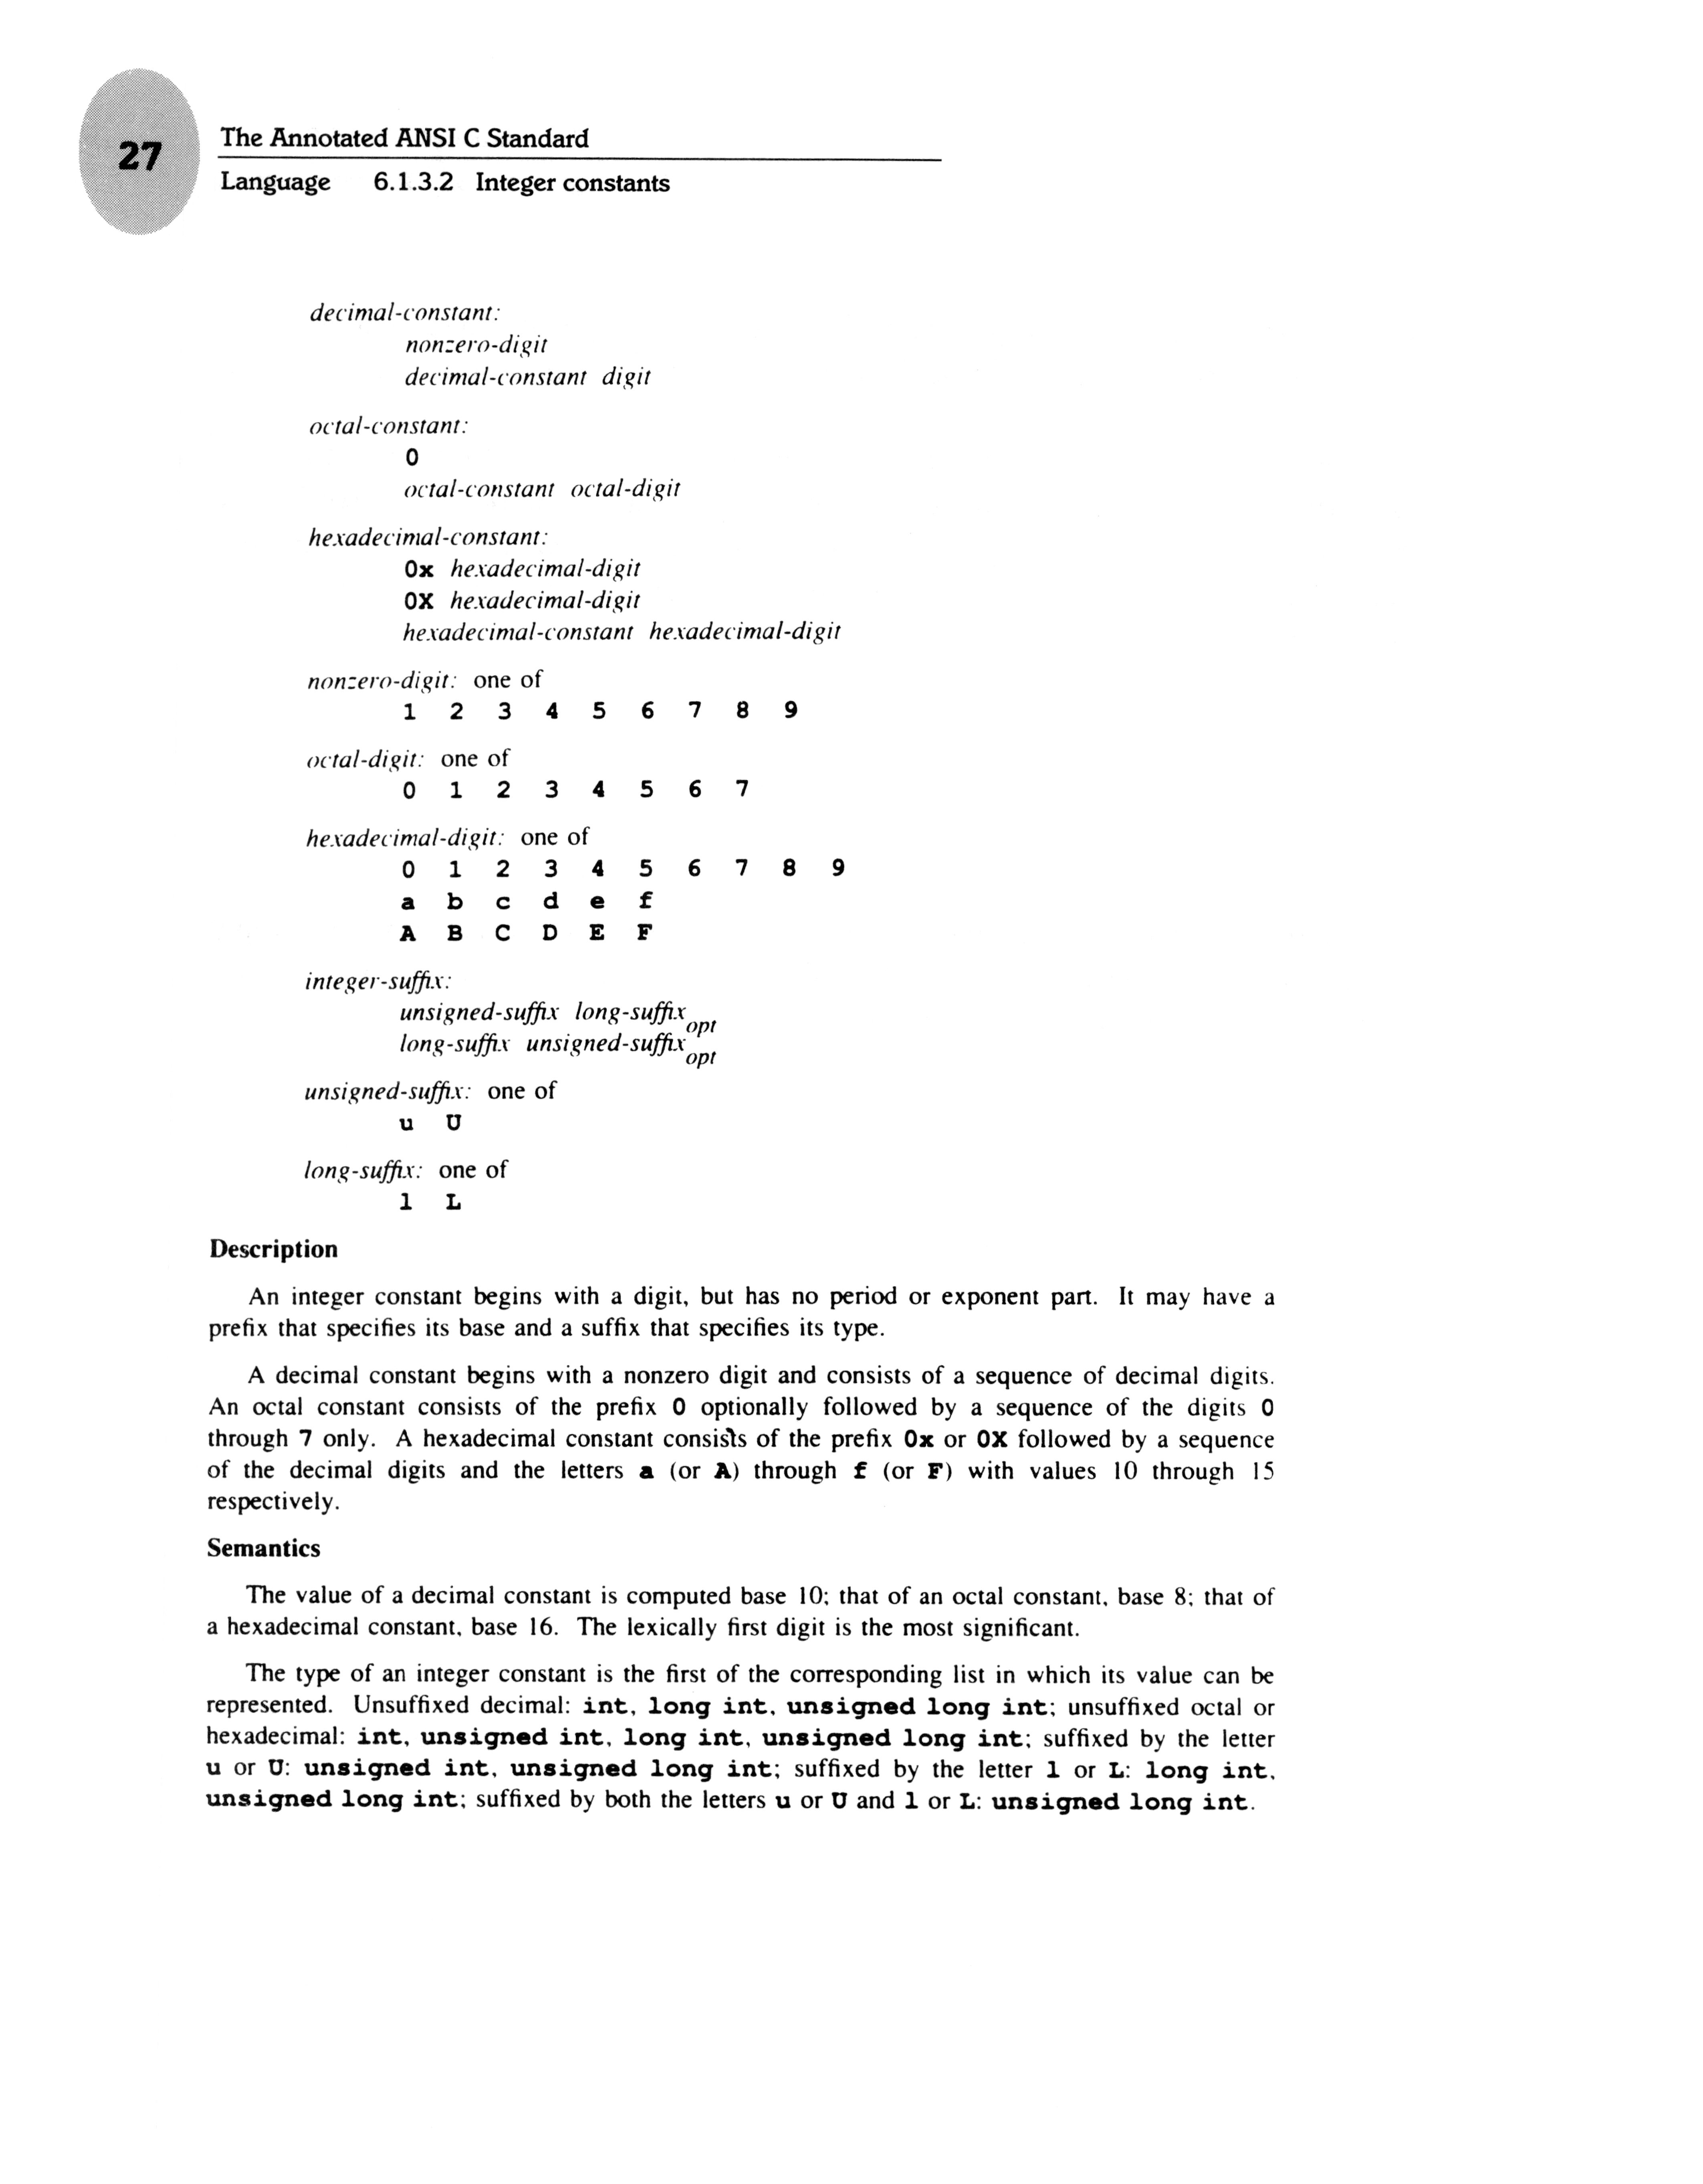 27
The Annotated ANSI C Standard
Language 6.1.3.2 Integer constants
decimal-constant:
nonzero-digit
decimal-constant digit
octal-constant:
0
octal-constant octal-digit
hexadecimal-constant:
0x hexadecimal-digit
0X hexadecimal-digit
hexadecimal-constant hexadecimal-digit
nonzero-digit: one of
1 2 3 4 5 6 7 8 9
octal-digit: one of
0 1 2 3 4 5 6 7
hexadecimal-digit: one of
0 1 2 3 4 5 6 7 8 9
a b c d e f
A B C D E F
integer-suffix:
unsigned-suffix long-suffix opt
long-suffix unsigned-suffix opt
unsigned-suffix: one of
u U
long-suffix: one of
l L
Description
An integer constant begins with a digit, but has no period or exponent part. It may have a
prefix that specifies its base and a suffix that specifies its type.
A decimal constant begins with a nonzero digit and consists of a sequence of decimal digits.
An octal constant consists of the prefix 0 optionally followed by a sequence of the digits 0
through 7 only. A hexadecimal constant consists of the prefix 0x or 0X followed by a sequence
of the decimal digits and the letters a (or A) through f (or F) with values 10 through 15
respectively.
Semantics
The value of a decimal constant is computed base 10; that of an octal constant, base 8; that of
a hexadecimal constant, base 16. The lexically first digit is the most significant.
The type of an integer constant is the first of the corresponding list in which its value can be
represented. Unsuffixed decimal: int, long int, unsigned long int; unsuffixed octal or
hexadecimal: int, unsigned int, long int, unsigned long int; suffixed by the letter
u or U: unsigned int, unsigned long int; suffixed by the letter l or L: long int,
unsigned long int; suffixed by both the letters u or U and l or L: unsigned long int.